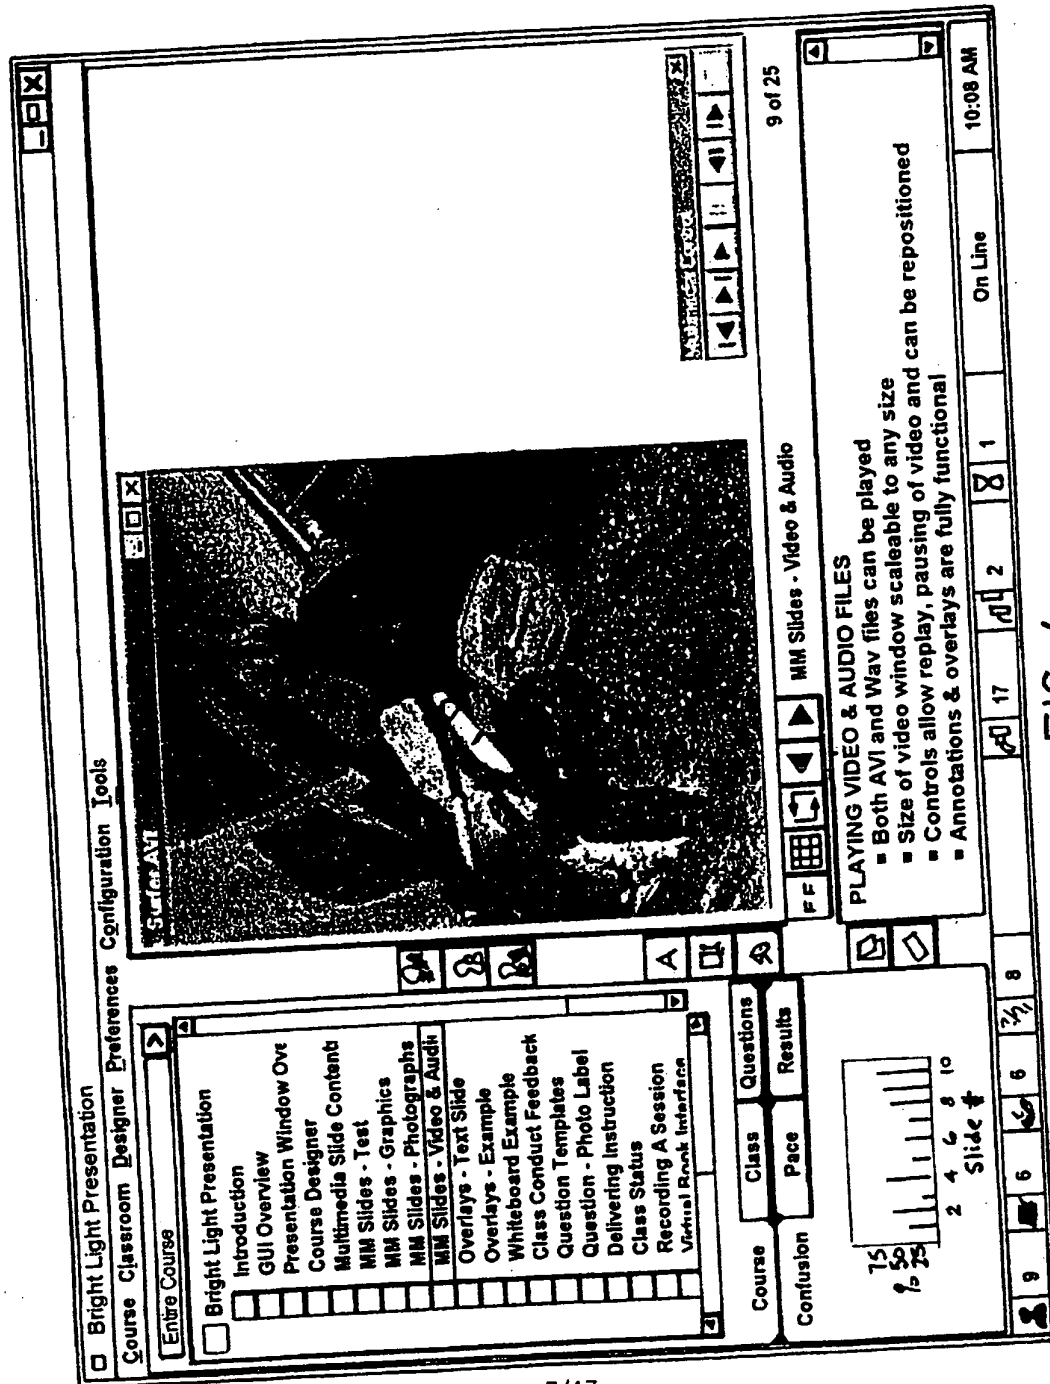 Bright Light Presentation
Course Classroom Designer Preferences Configuration Tools
Entire Course
Bright Light Presentation
Introduction
GUI Overview
Presentation Window Ove
Course Designer
Multimedia Slide Content
MM Slides - Test
MM Slides - Graphics
MM Slides - Photographs
MM Slides - Video & Audi
Overlays - Text Slide
Overlays - Example
Whiteboard Example
Class Conduct Feedback
Question Templates
Question - Photo Label
Delivering Instruction
Class Status
Recording A Session
Virtual Book Interface
A
F F
MM Slides - Video & Audio
9 of 25
Course
Class
Questions
Confusion
Pace
Results
75
50
% 25
2 4 6 8 10
Slide #
PLAYING VIDEO & AUDIO FILES
▪ Both AVI and Wav files can be played
▪ Size of video window scaleable to any size
▪ Controls allow replay, pausing of video and can be repositioned
▪ Annotations & overlays are fully functional
9 6 6 8 17 2 1 On Line 10:08 AM